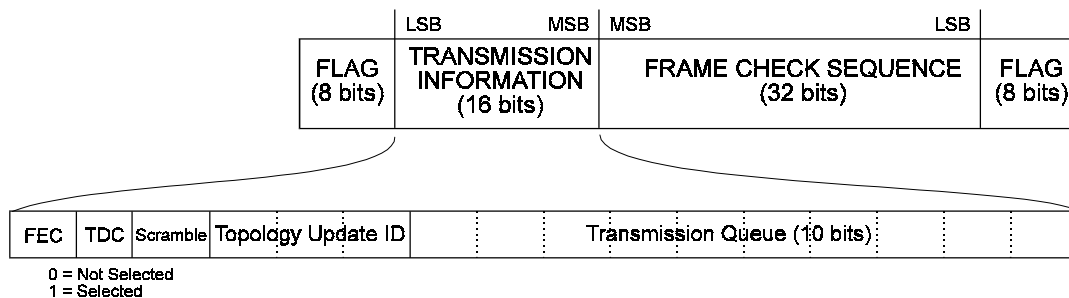 LSB MSB MSB LSB
FLAG
(8 bits)
TRANSMISSION
INFORMATION
(16 bits)
FRAME CHECK SEQUENCE
(32 bits)
FLAG
(8 bits)
FEC TDC Scramble Topology Update ID Transmission Queue (10 bits)
0 = Not Selected
1 = Selected